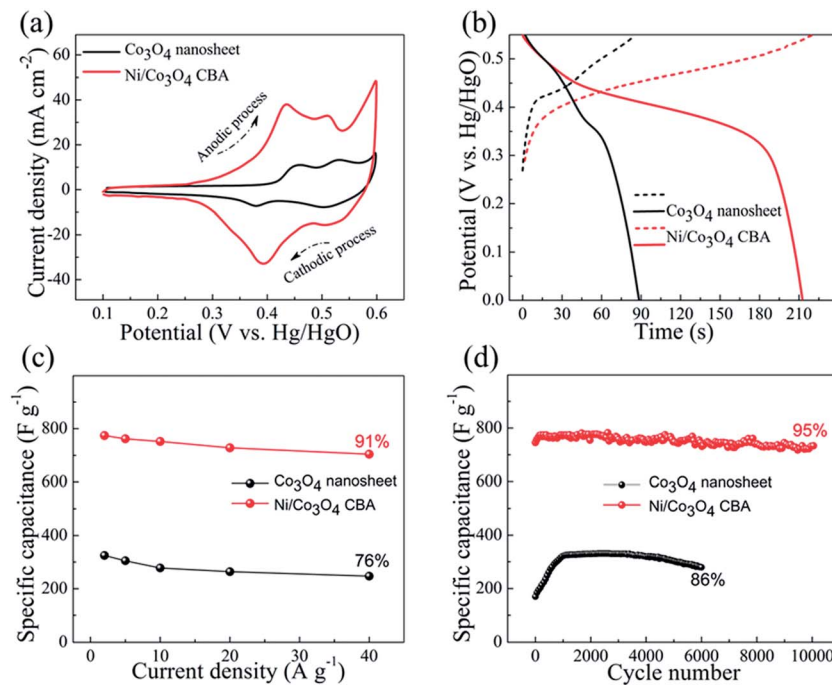 (a)
60
40
20
0
-20
-40
Current density (mA cm⁻²)
Co₃O₄ nanosheet
Ni/Co₃O₄ CBA
Anodic process
Cathodic process
0.1 0.2 0.3 0.4 0.5 0.6
Potential (V vs. Hg/HgO)
(b)
0.5
0.4
0.3
0.2
0.1
0.0
Potential (V vs. Hg/HgO)
Co₃O₄ nanosheet
Ni/Co₃O₄ CBA
0 30 60 90 120 150 180 210
Time (s)
(c)
800
600
400
200
0
Specific capacitance (F g⁻¹)
91%
Co₃O₄ nanosheet
Ni/Co₃O₄ CBA
76%
0 10 20 30 40
Current density (A g⁻¹)
(d)
800
600
400
200
0
Specific capacitance (F g⁻¹)
95%
Co₃O₄ nanosheet
Ni/Co₃O₄ CBA
86%
0 2000 4000 6000 8000 10000
Cycle number